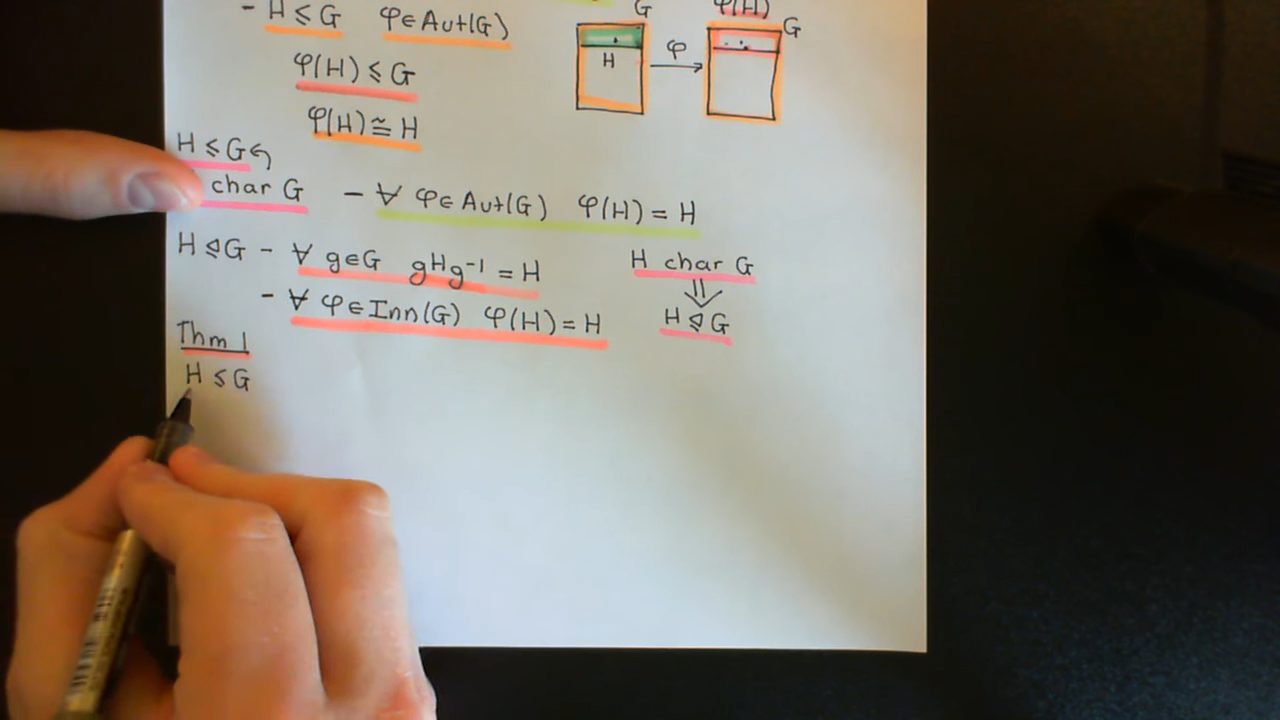 - H ≤ G φ∈Aut(G)
φ(H) ≤ G
φ(H) ≅ H
G φ(H) G
H φ
H ≤ G
char G - ∀ φ∈Aut(G) φ(H) = H
H ⊴ G - ∀ g∈G gHg⁻¹ = H
- ∀ φ∈Inn(G) φ(H) = H
H char G
⇓
H ⊴ G
Thm 1
H ≤ G